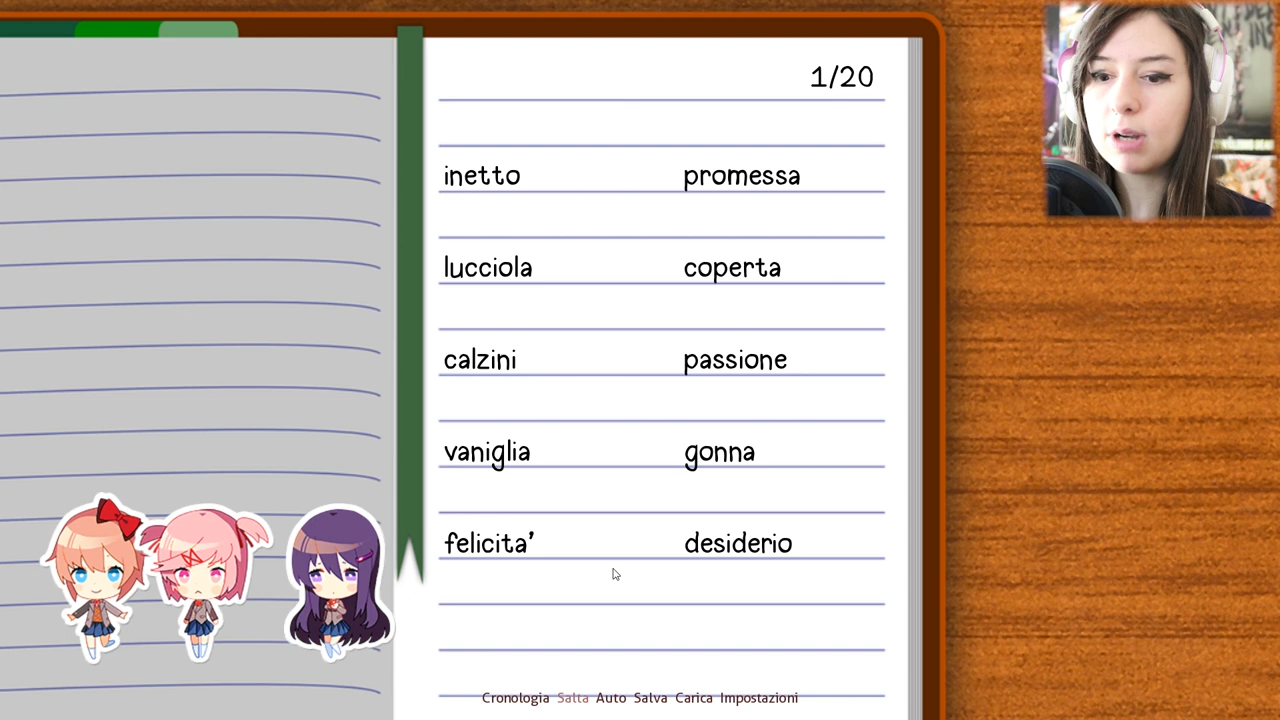 1/20
inetto promessa
lucciola coperta
calzini passione
vaniglia gonna
felicita' desiderio
Cronologia Salta Auto Salva Carica Impostazioni